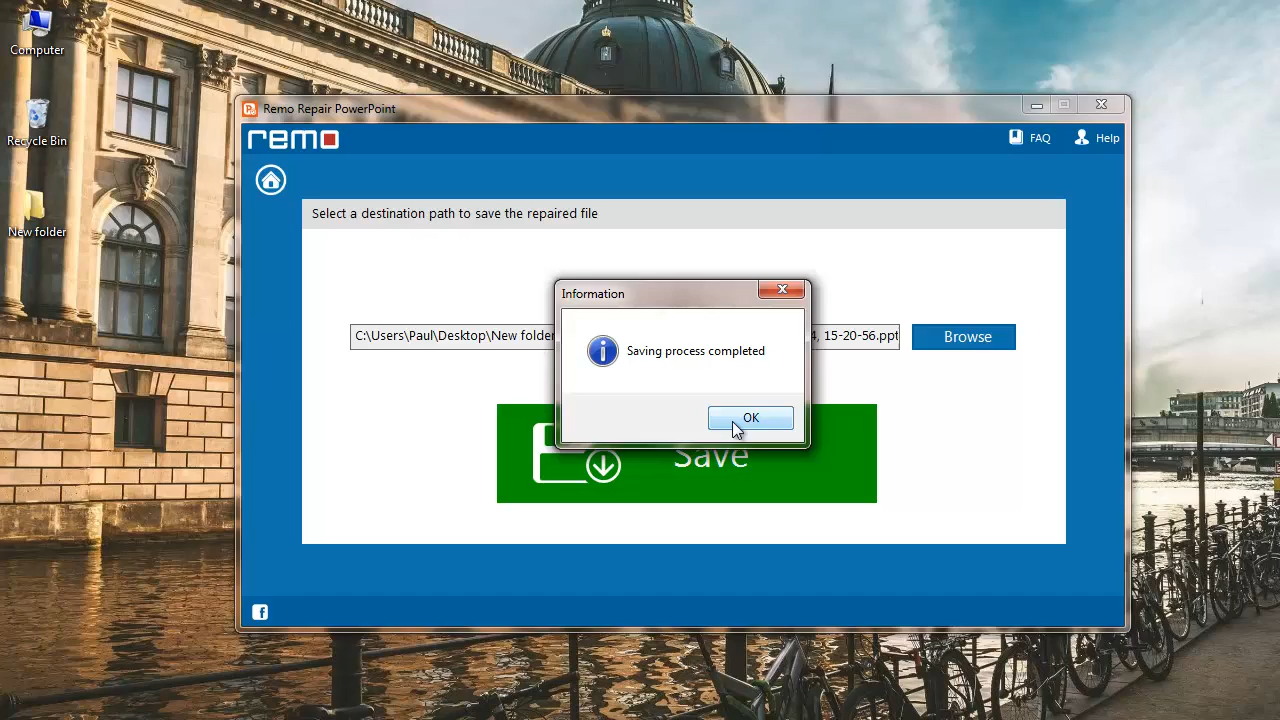 Computer
Recycle Bin
New folder
Remo Repair PowerPoint
remo
FAQ
Help
Select a destination path to save the repaired file
C:\Users\Paul\Desktop\New folder
4, 15-20-56.ppt
Browse
Information
Saving process completed
OK
Save